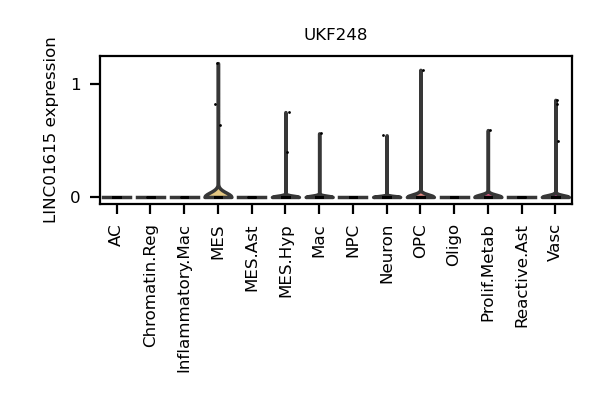 UKF248
LINC01615 expression
1
0
AC
Chromatin.Reg
Inflammatory.Mac
MES
MES.Ast
MES.Hyp
Mac
NPC
Neuron
OPC
Oligo
Prolif.Metab
Reactive.Ast
Vasc